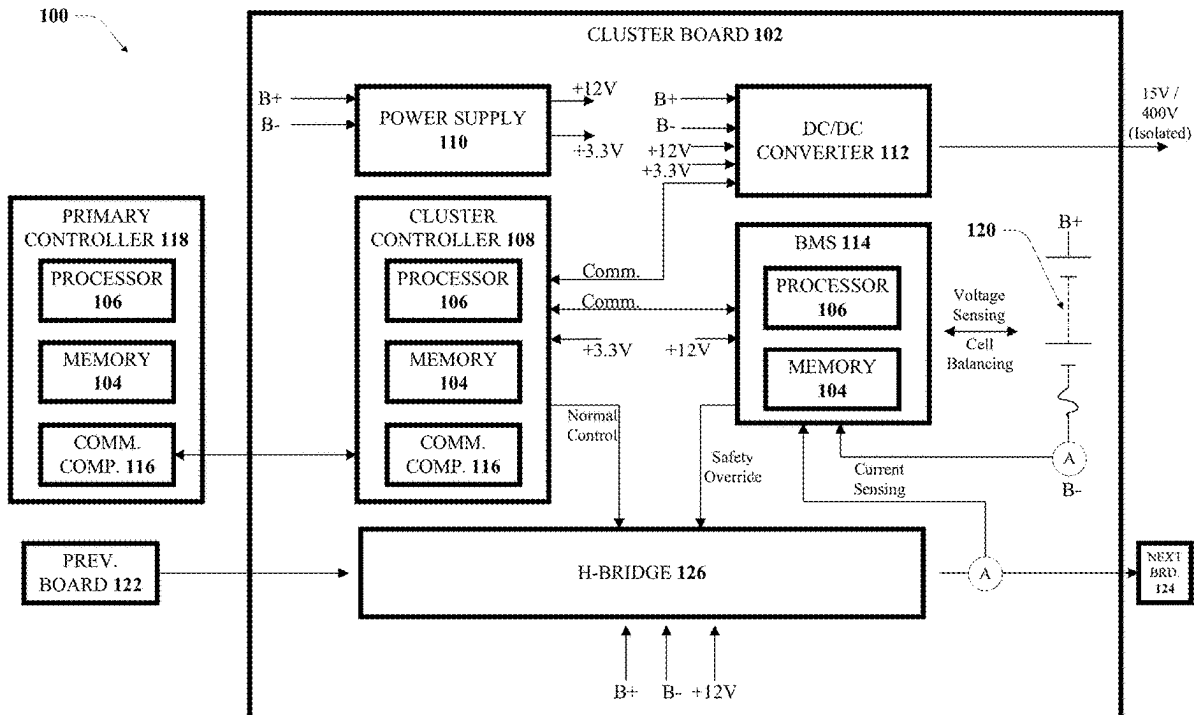 100
CLUSTER BOARD 102
B+
B-
POWER SUPPLY
110
+12V
+3.3V
B+
B-
+12V
+3.3V
DC/DC
CONVERTER 112
15V /
400V
(Isolated)
PRIMARY
CONTROLLER 118
PROCESSOR
106
MEMORY
104
COMM.
COMP. 116
CLUSTER
CONTROLLER 108
PROCESSOR
106
MEMORY
104
COMM.
COMP. 116
Comm.
Comm.
+3.3V
+12V
BMS 114
PROCESSOR
106
MEMORY
104
120
B+
Voltage
Sensing
Cell
Balancing
A
B-
Normal
Control
Safety
Override
Current
Sensing
PREV.
BOARD 122
H-BRIDGE 126
A
NEXT
BRD.
124
B+
B-
+12V